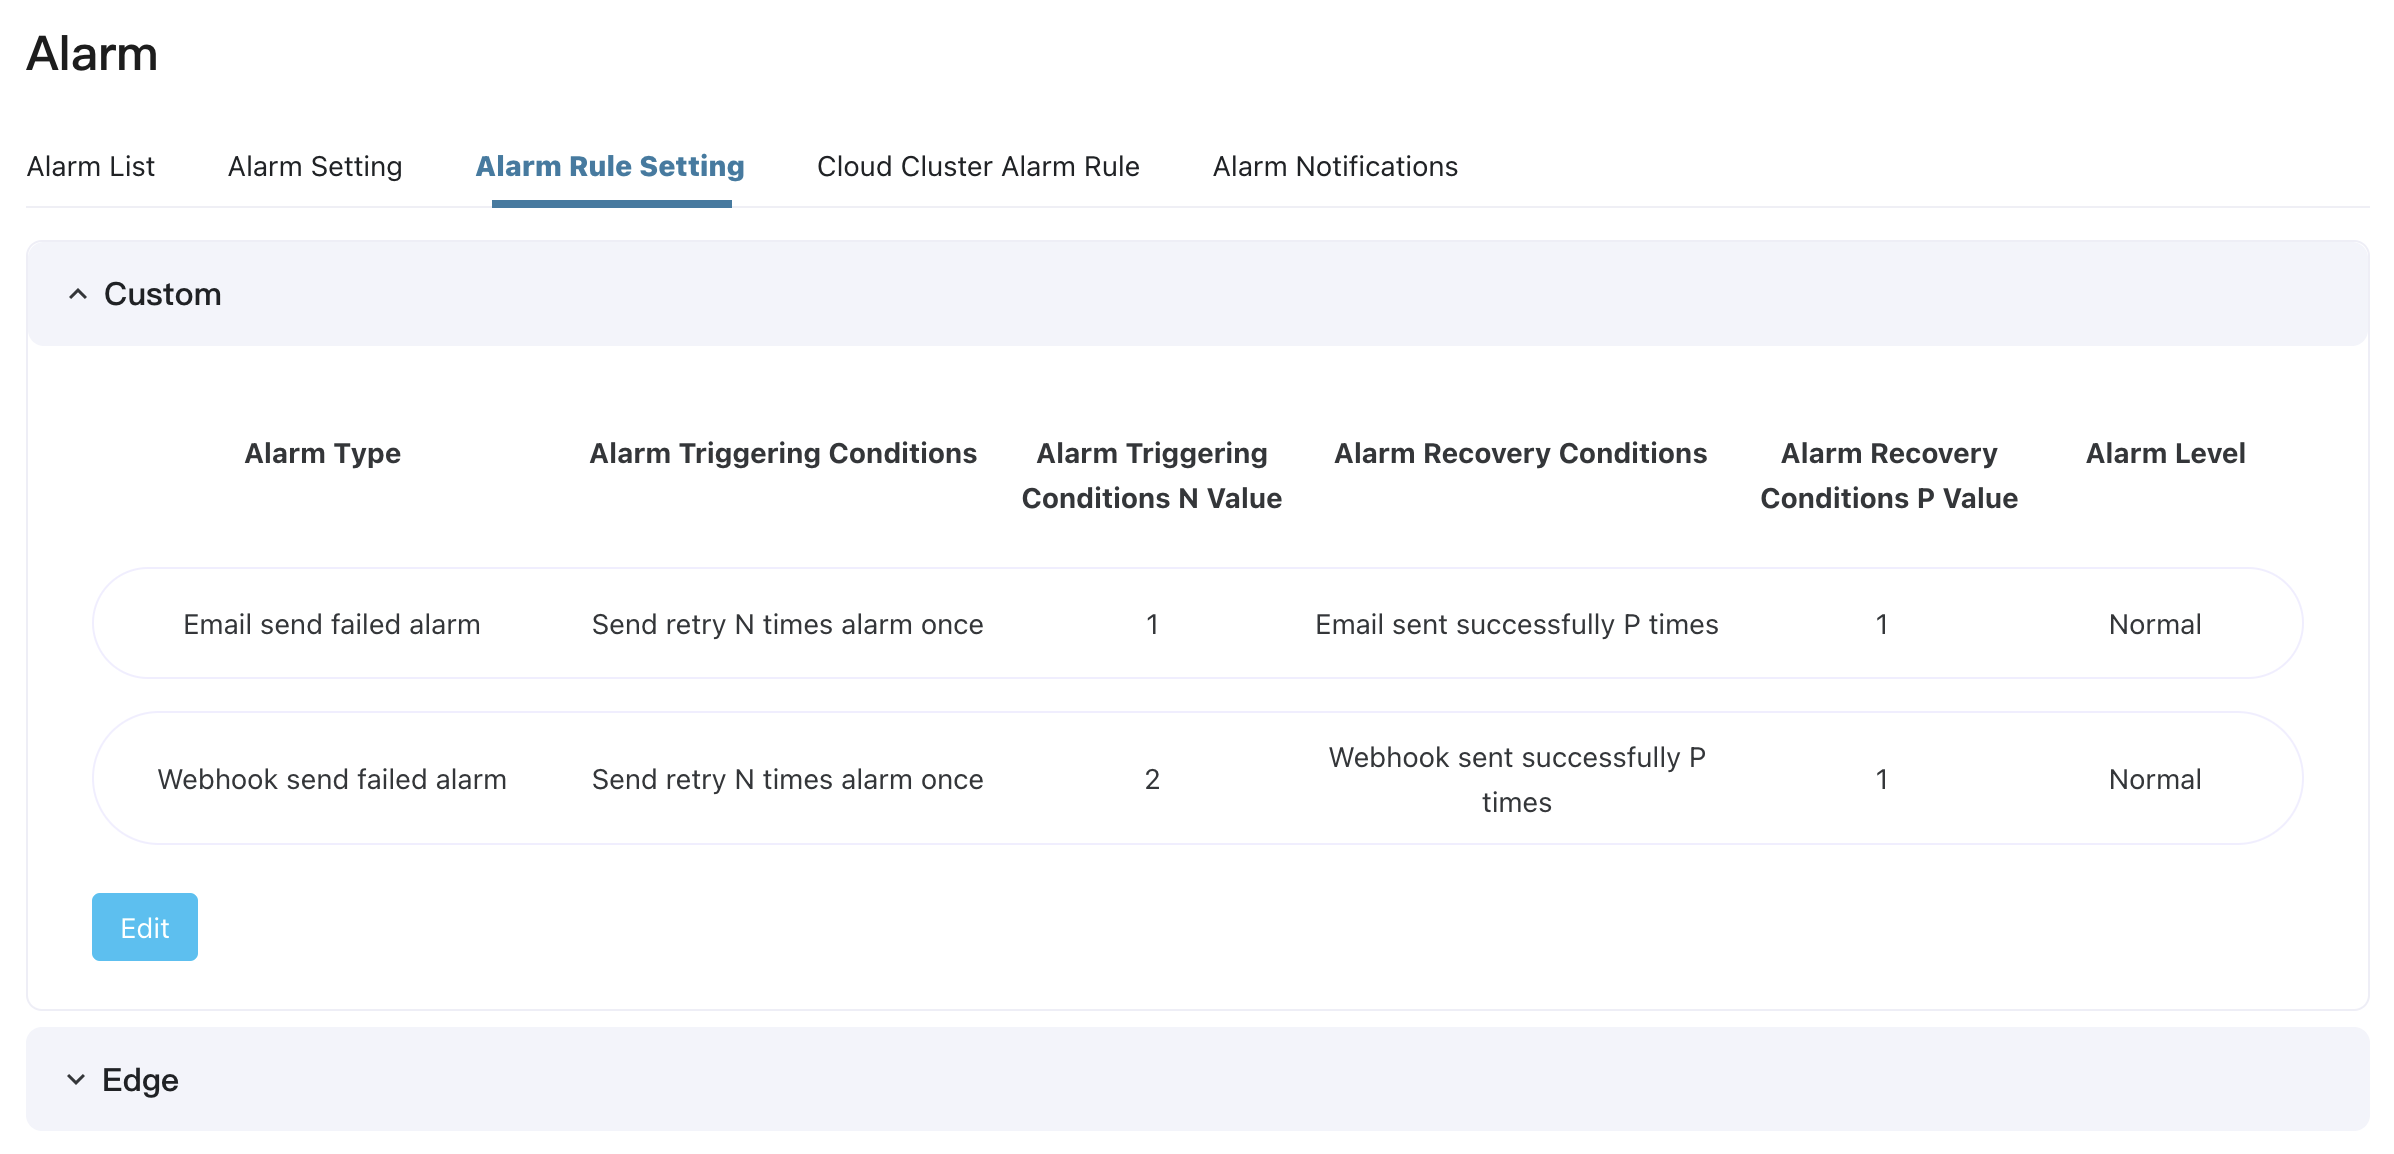 Alarm
Alarm List
Alarm Setting
Alarm Rule Setting
Cloud Cluster Alarm Rule
Alarm Notifications
Custom
Alarm Type
Alarm Triggering Conditions
Alarm Triggering
Conditions N Value
Alarm Recovery Conditions
Alarm Recovery
Conditions P Value
Alarm Level
Email send failed alarm
Send retry N times alarm once
1
Email sent successfully P times
1
Normal
Webhook send failed alarm
Send retry N times alarm once
2
Webhook sent successfully P
times
1
Normal
Edit
Edge